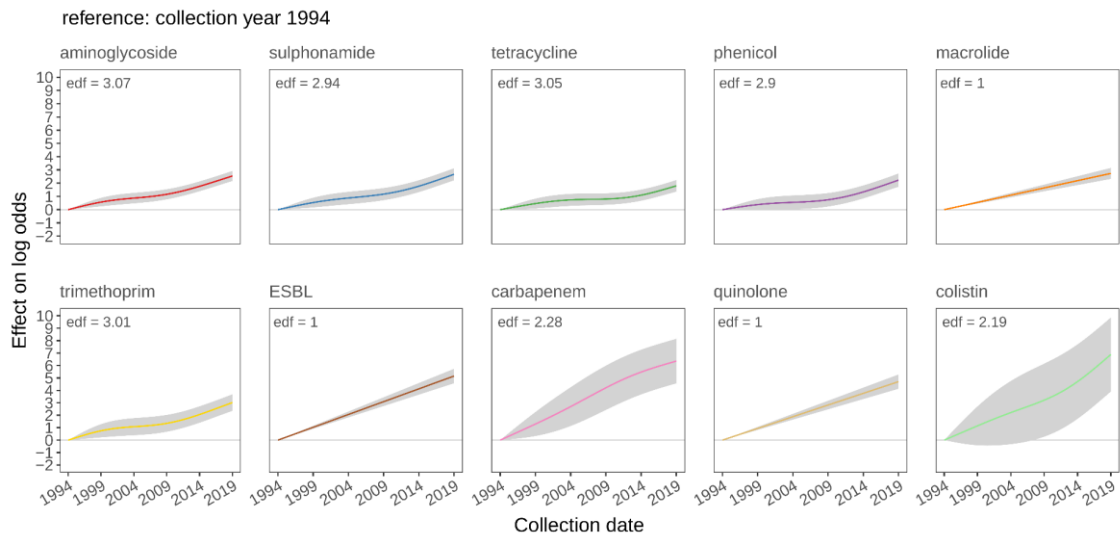 reference: collection year 1994
aminoglycoside
sulphonamide
tetracycline
phenicol
macrolide
edf = 3.07
edf = 2.94
edf = 3.05
edf = 2.9
edf = 1
10
9
8
7
6
5
4
3
2
1
0
−1
−2
Effect on log odds
trimethoprim
ESBL
carbapenem
quinolone
colistin
edf = 3.01
edf = 1
edf = 2.28
edf = 1
edf = 2.19
10
9
8
7
6
5
4
3
2
1
0
−1
−2
1994 1999 2004 2009 2014 2019
1994 1999 2004 2009 2014 2019
1994 1999 2004 2009 2014 2019
1994 1999 2004 2009 2014 2019
1994 1999 2004 2009 2014 2019
Collection date